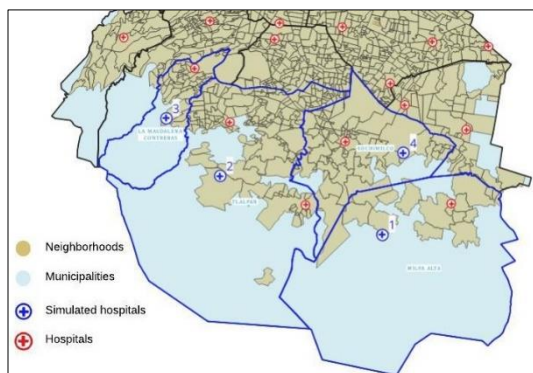 3
LA MAGDALENA
CONTRERAS
4
XOCHIMILCO
2
TLALPAN
1
MILPA ALTA
Neighborhoods
Municipalities
Simulated hospitals
Hospitals